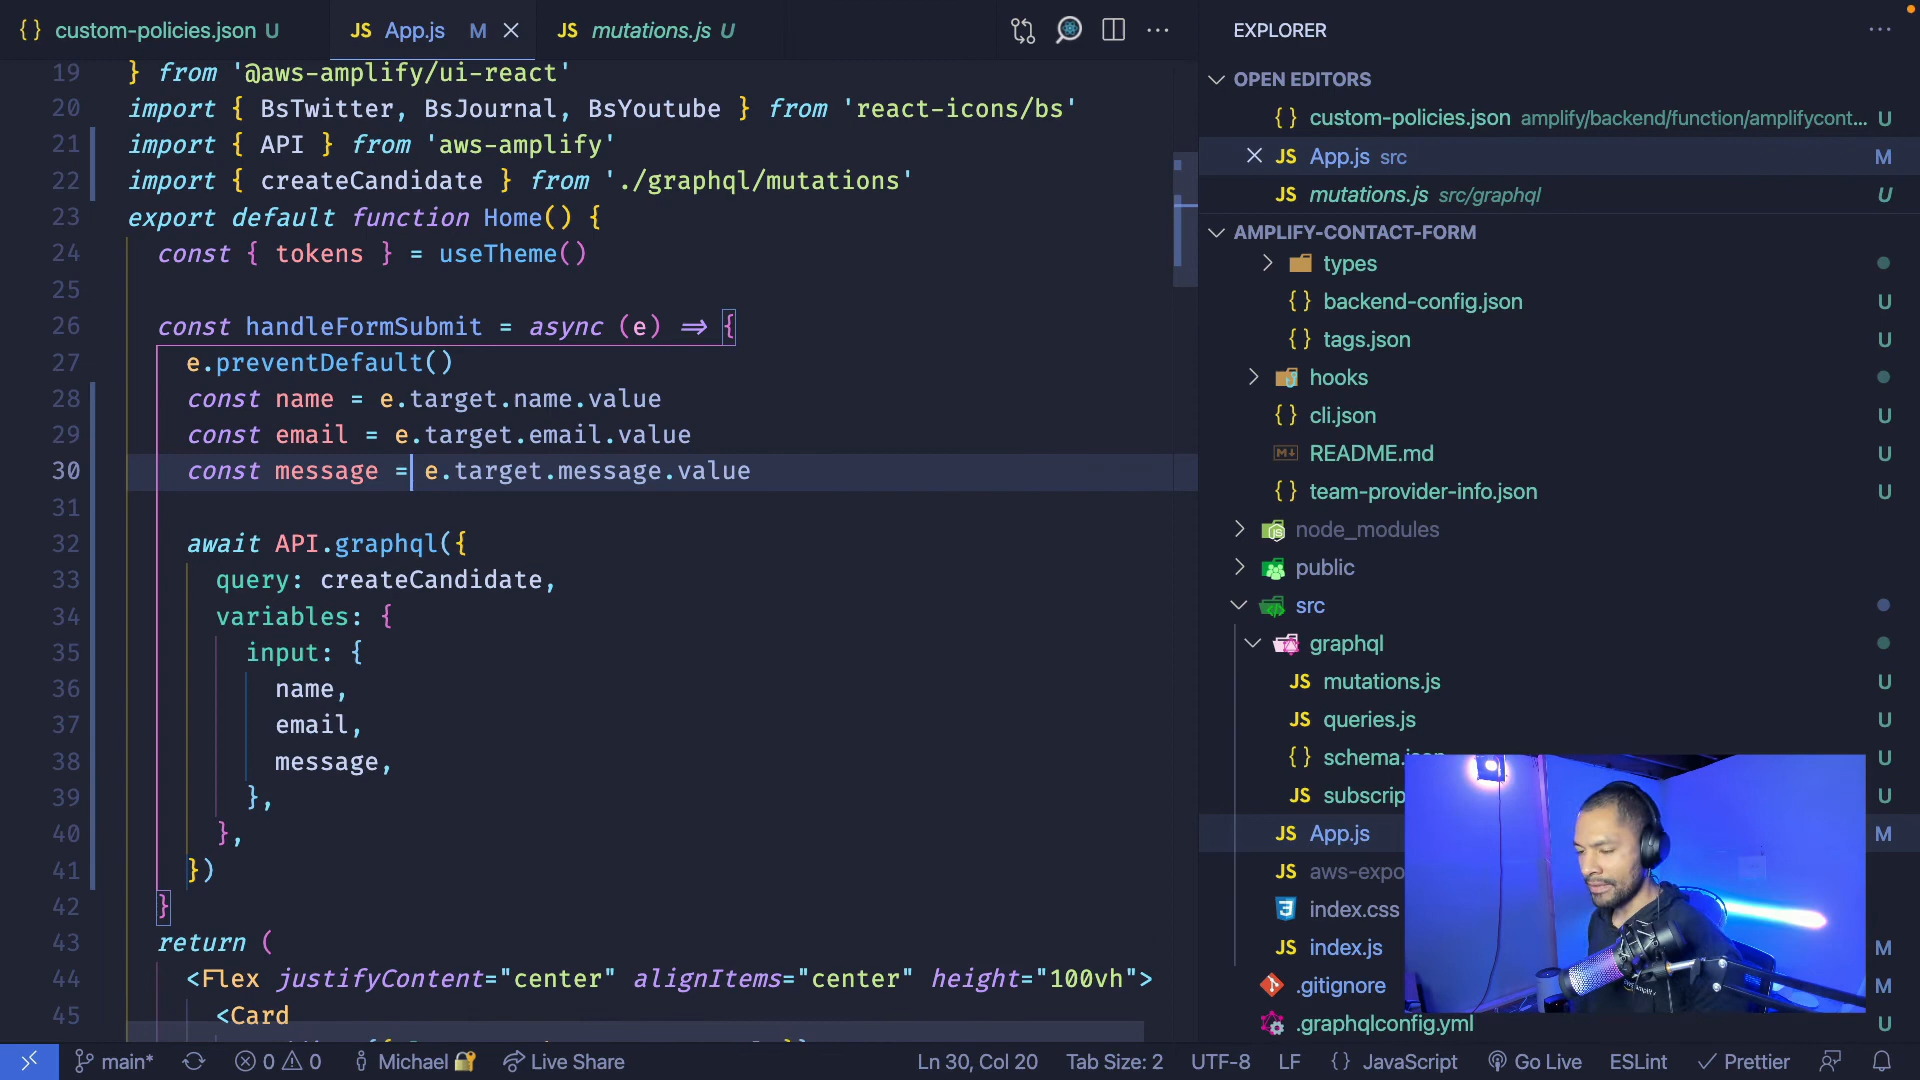 {} custom-policies.json U
JS App.js M
JS mutations.js U
19 } from '@aws-amplify/ui-react'
20 import { BsTwitter, BsJournal, BsYoutube } from 'react-icons/bs'
21 import { API } from 'aws-amplify'
22 import { createCandidate } from './graphql/mutations'
23 export default function Home() {
24 const { tokens } = useTheme()
25
26 const handleFormSubmit = async (e) => {
27 e.preventDefault()
28 const name = e.target.name.value
29 const email = e.target.email.value
30 const message = e.target.message.value
31
32 await API.graphql({
33 query: createCandidate,
34 variables: {
35 input: {
36 name,
37 email,
38 message,
39 },
40 },
41 })
42 }
43 return (
44 <Flex justifyContent="center" alignItems="center" height="100vh">
45 <Card
EXPLORER
OPEN EDITORS
{} custom-policies.json amplify/backend/function/amplifycont... U
JS App.js src M
JS mutations.js src/graphql U
AMPLIFY-CONTACT-FORM
types
{} backend-config.json U
{} tags.json U
hooks
{} cli.json U
README.md U
{} team-provider-info.json U
node_modules
public
src
graphql
JS mutations.js U
JS queries.js U
{} schema.json U
JS subscrip U
JS App.js M
JS aws-expo
index.css
JS index.js M
.gitignore M
.graphqlconfig.yml U
main* 0 0 Michael Live Share Ln 30, Col 20 Tab Size: 2 UTF-8 LF {} JavaScript Go Live ESLint Prettier